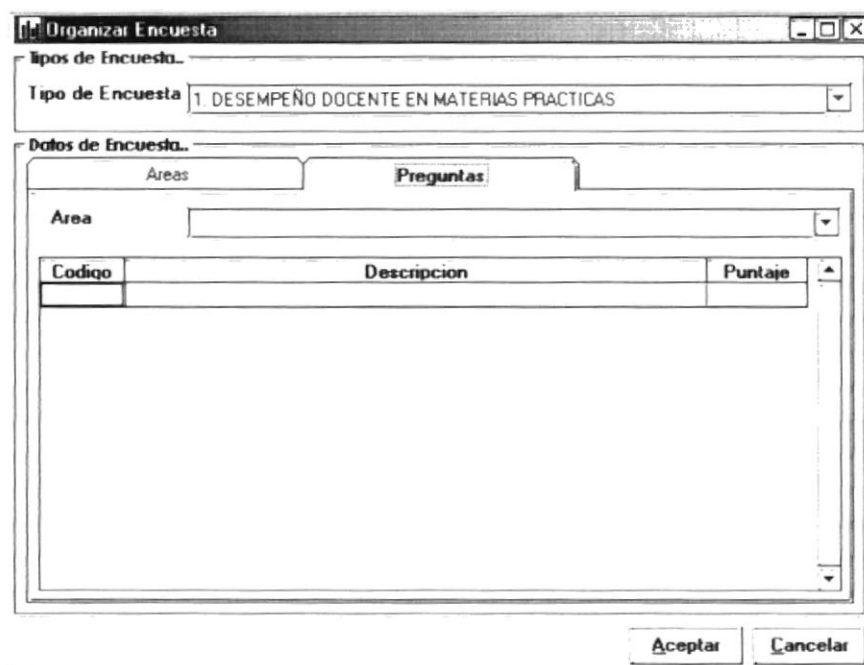 Organizar Encuesta
Tipos de Encuesta..
Tipo de Encuesta 1. DESEMPEÑO DOCENTE EN MATERIAS PRACTICAS
Datos de Encuesta..
Areas Preguntas
Area
Codigo Descripcion Puntaje
Aceptar Cancelar